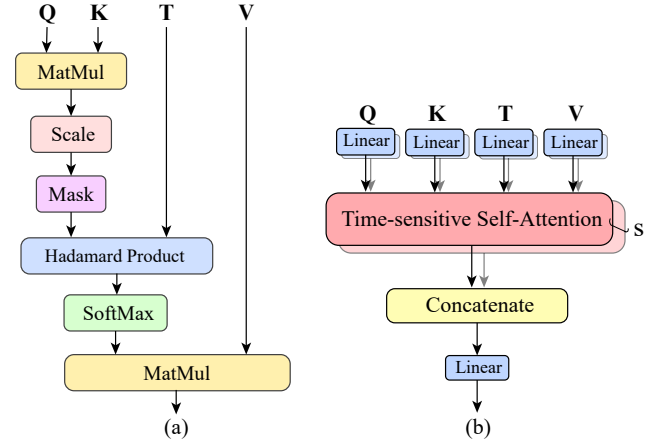 Q K T V
MatMul
Scale
Mask
Hadamard Product
SoftMax
MatMul
(a)
Q K T V
Linear Linear Linear Linear
Time-sensitive Self-Attention
S
Concatenate
Linear
(b)